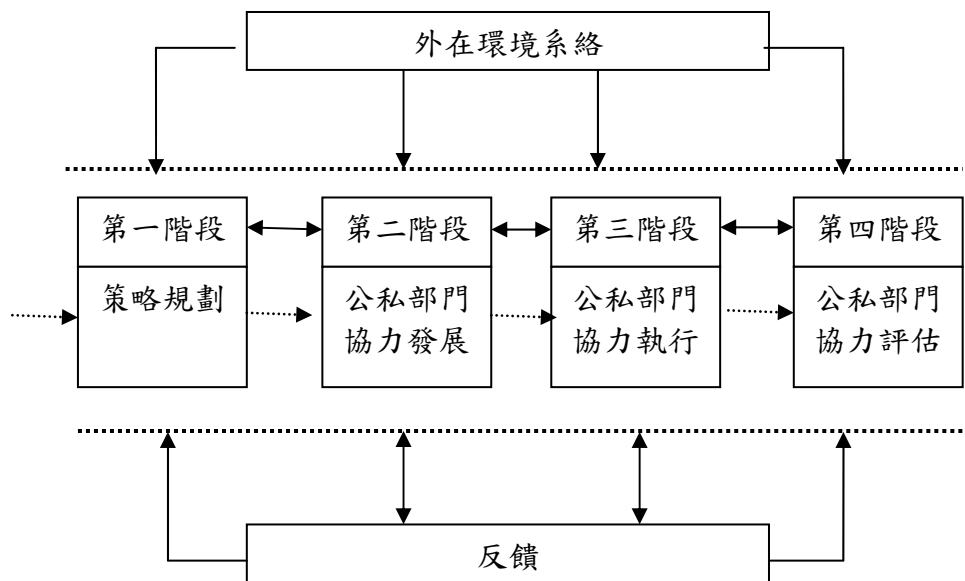 外在環境系絡
第一階段
第二階段
第三階段
第四階段
策略規劃
公私部門
協力發展
公私部門
協力執行
公私部門
協力評估
反饋